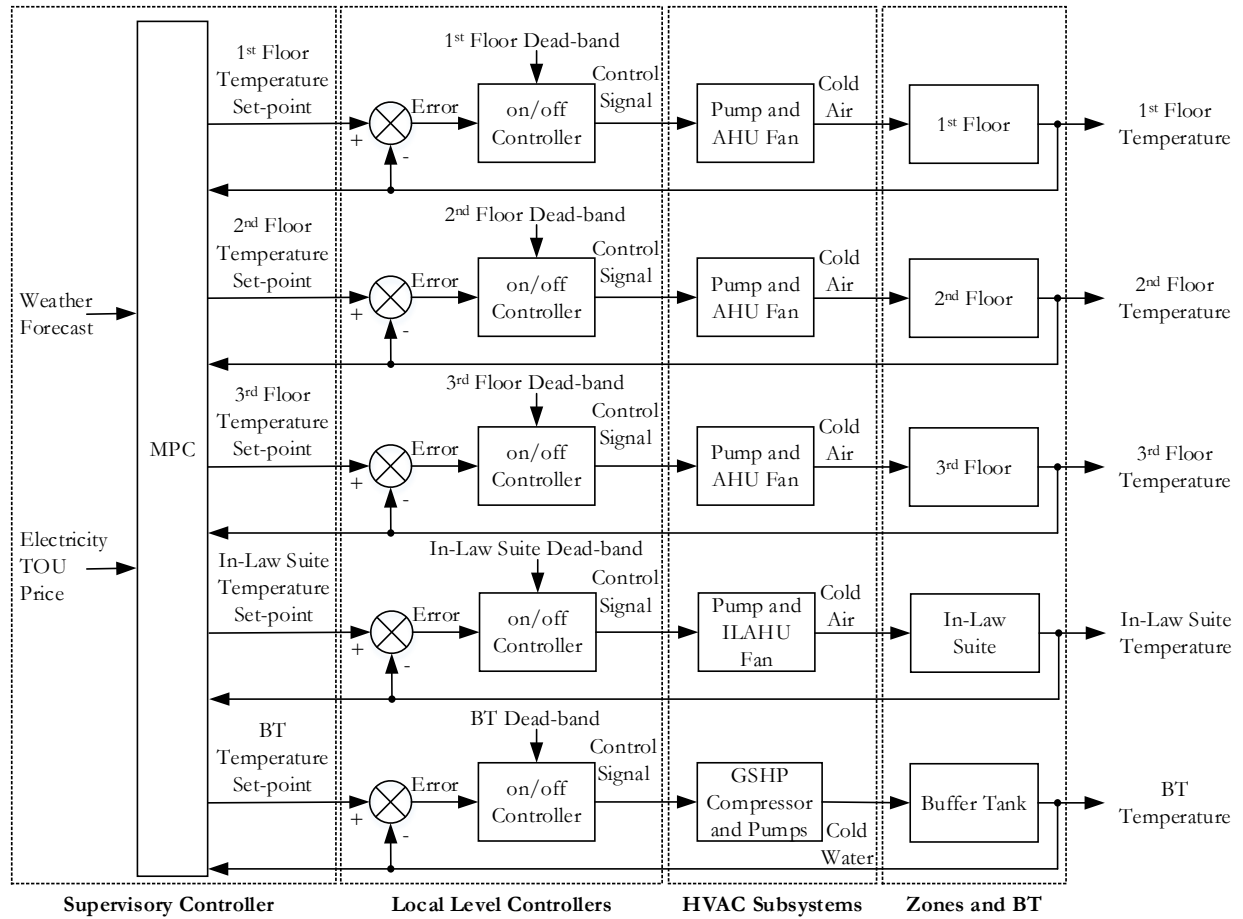 Weather
Forecast
Electricity
TOU
Price
MPC
1st Floor
Temperature
Set-point
+
-
Error
1st Floor Dead-band
on/off
Controller
Control
Signal
Pump and
AHU Fan
Cold
Air
1st Floor
1st Floor
Temperature
2nd Floor
Temperature
Set-point
+
-
Error
2nd Floor Dead-band
on/off
Controller
Control
Signal
Pump and
AHU Fan
Cold
Air
2nd Floor
2nd Floor
Temperature
3rd Floor
Temperature
Set-point
+
-
Error
3rd Floor Dead-band
on/off
Controller
Control
Signal
Pump and
AHU Fan
Cold
Air
3rd Floor
3rd Floor
Temperature
In-Law Suite
Temperature
Set-point
+
-
Error
In-Law Suite Dead-band
on/off
Controller
Control
Signal
Pump and
ILAHU
Fan
Cold
Air
In-Law
Suite
In-Law Suite
Temperature
BT
Temperature
Set-point
+
-
Error
BT Dead-band
on/off
Controller
Control
Signal
GSHP
Compressor
and Pumps
Cold
Water
Buffer Tank
BT
Temperature
Supervisory Controller
Local Level Controllers
HVAC Subsystems
Zones and BT